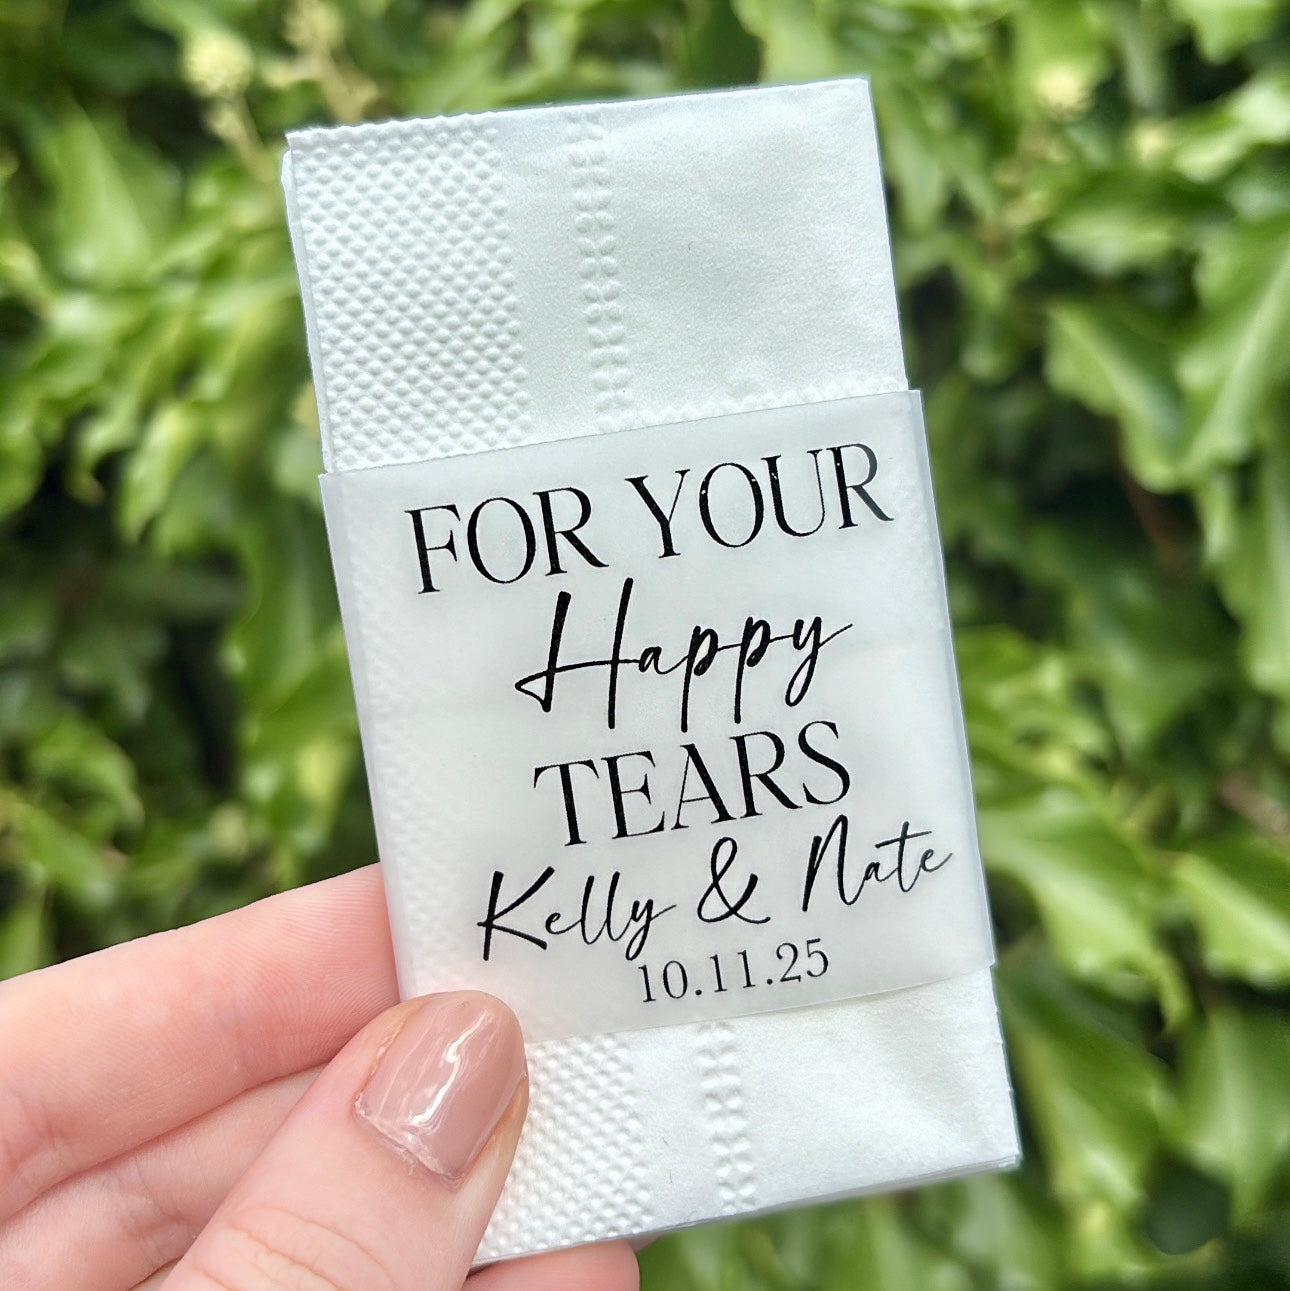 FOR YOUR
Happy
TEARS
Kelly & Nate
10.11.25